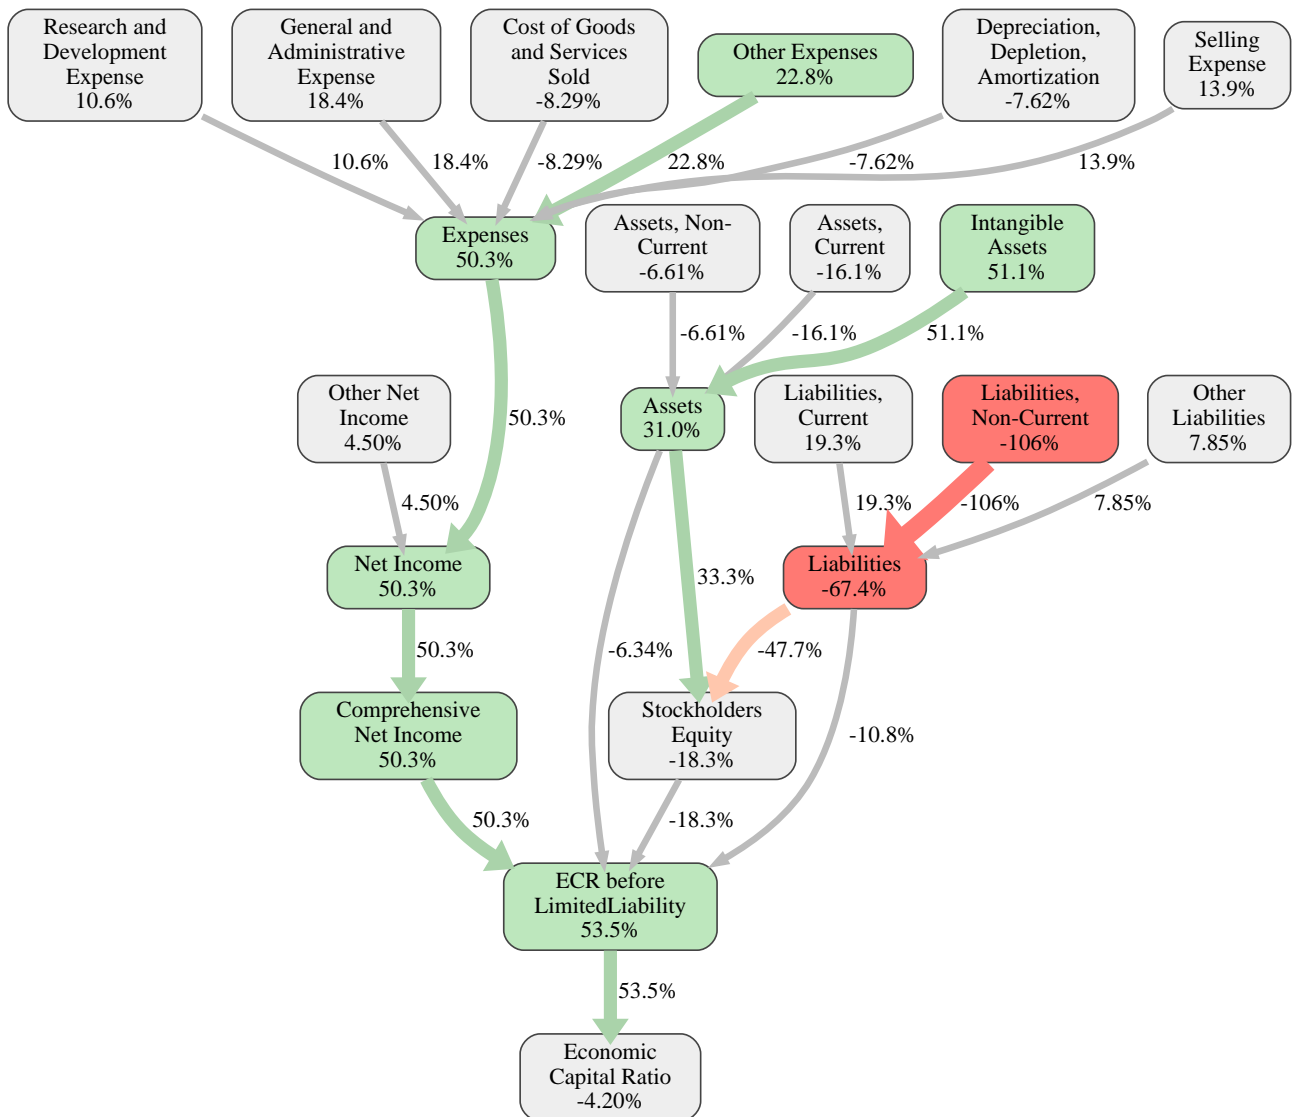 Research and
Development
Expense
10.6%
General and
Administrative
Expense
18.4%
Cost of Goods
and Services
Sold
-8.29%
Other Expenses
22.8%
Depreciation,
Depletion,
Amortization
-7.62%
Selling
Expense
13.9%
10.6%
18.4%
-8.29%
22.8%
-7.62%
13.9%
Expenses
50.3%
Assets, Non-
Current
-6.61%
Assets,
Current
-16.1%
Intangible
Assets
51.1%
-6.61%
-16.1%
51.1%
Other Net
Income
4.50%
50.3%
Assets
31.0%
Liabilities,
Current
19.3%
Liabilities,
Non-Current
-106%
Other
Liabilities
7.85%
4.50%
19.3%
-106%
7.85%
Net Income
50.3%
33.3%
Liabilities
-67.4%
50.3%
-6.34%
-47.7%
Comprehensive
Net Income
50.3%
Stockholders
Equity
-18.3%
-10.8%
50.3%
-18.3%
ECR before
LimitedLiability
53.5%
53.5%
Economic
Capital Ratio
-4.20%